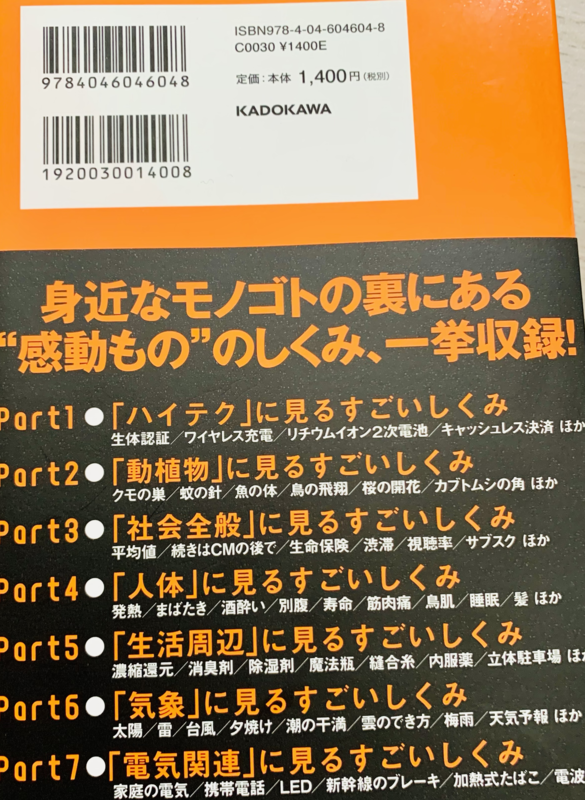 ISBN978-4-04-604604-8
C0030 ¥1400E
定価:本体 1,400円(税別)
KADOKAWA
9784046046048
1920030014008
身近なモノゴトの裏にある
“感動もの”のしくみ、一挙収録!
Part1●「ハイテク」に見るすごいしくみ
生体認証/ワイヤレス充電/リチウムイオン2次電池/キャッシュレス決済 ほか
Part2●「動植物」に見るすごいしくみ
クモの巣/蚊の針/魚の体/鳥の飛翔/桜の開花/カブトムシの角 ほか
Part3●「社会全般」に見るすごいしくみ
平均値/続きはCMの後で/生命保険/渋滞/視聴率/サブスク ほか
Part4●「人体」に見るすごいしくみ
発熱/まばたき/酒酔い/別腹/寿命/筋肉痛/鳥肌/睡眠/髪 ほか
Part5●「生活周辺」に見るすごいしくみ
濃縮還元/消臭剤/除湿剤/魔法瓶/縫合糸/内服薬/立体駐車場 ほか
Part6●「気象」に見るすごいしくみ
太陽/雷/台風/夕焼け/潮の干満/雲のでき方/梅雨/天気予報 ほか
Part7●「電気関連」に見るすごいしくみ
家庭の電気/携帯電話/LED/新幹線のブレーキ/加熱式たばこ/電波